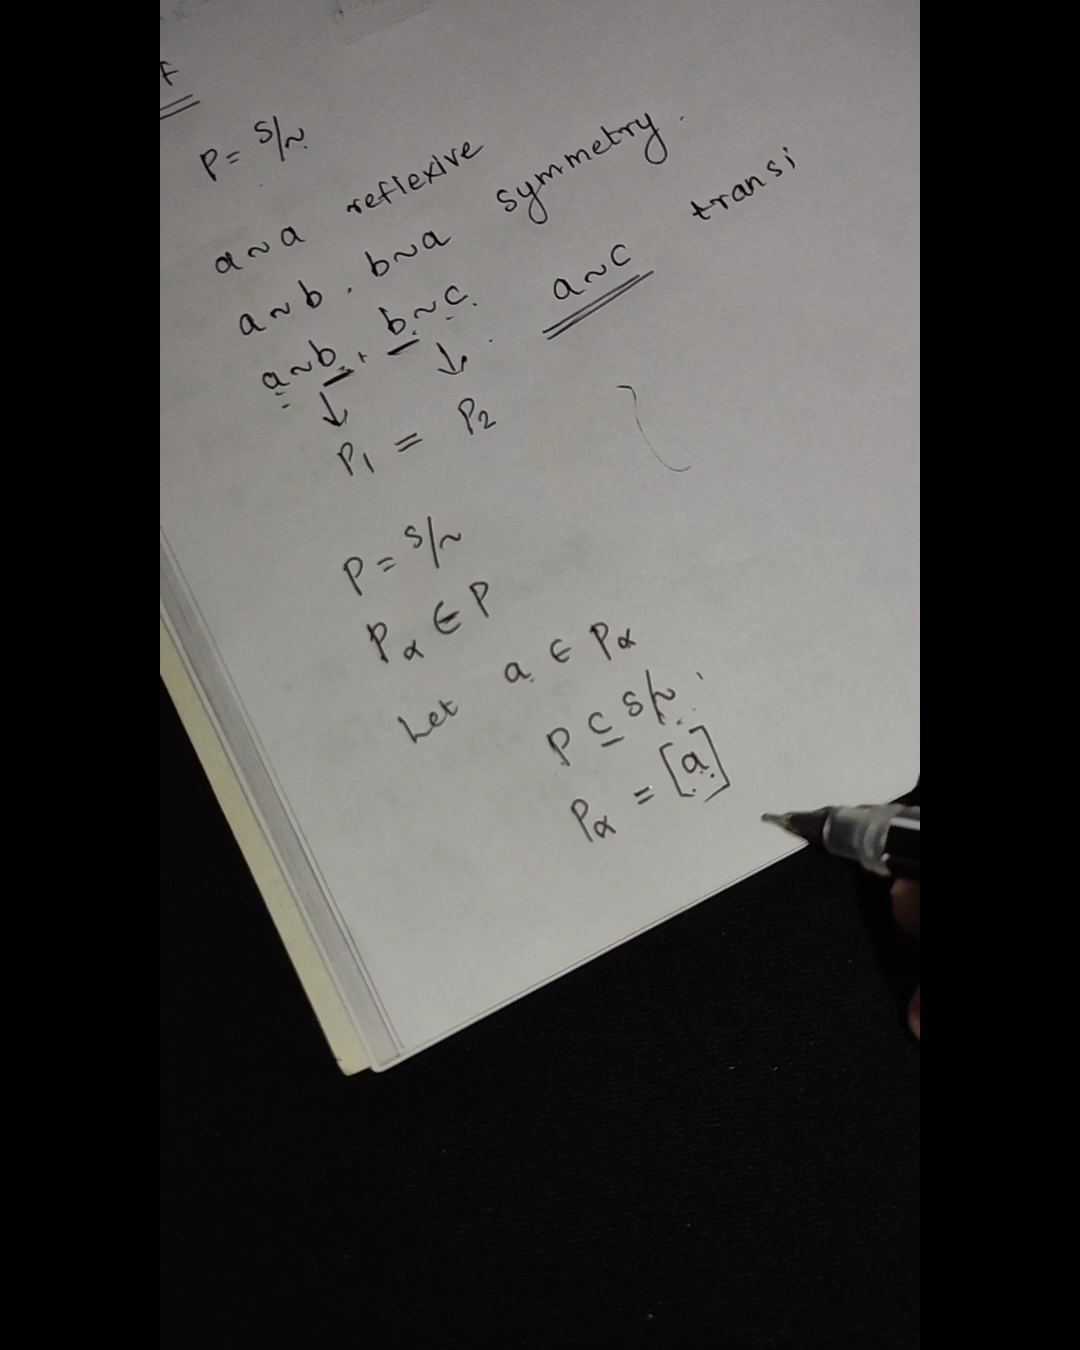 f
P = S/~
a~a reflexive
a~b . b~a symmetry.
a~b, b~c. a~c transi
↓ ↓
P₁ = P₂
P = S/~
Pα ∈ P
Let a ∈ Pα
P ⊆ S/~.
Pα = [a]